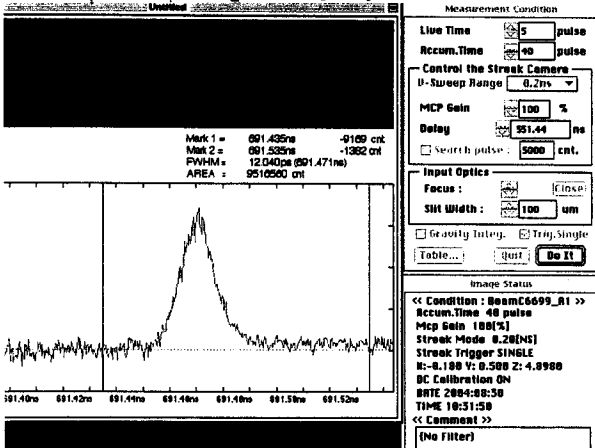 Untitled
Mark 1 = 691.435ns -9169 cnt
Mark 2 = 691.535ns -1382 cnt
FWHM = 12.040ps (691.471ns)
AREA : 9516560 cnt
691.40ns 691.42ns 691.44ns 691.46ns 691.48ns 691.50ns 691.52ns
Measurement Condition
Live Time 5 pulse
Accum.Time 40 pulse
Control the Streak Camera
V-Sweep Range 0.2ns
MCP Gain 100 %
Delay 551.44 ns
Search pulse : 5000 cnt.
Input Optics
Focus : Close
Slit Width : 100 um
Gravity Integ. Trig.Single
Table... Quit Do It
Image Status
<< Condition : BeamC6699_A1 >>
Accum.Time 40 pulse
Mcp Gain 100[%]
Streak Mode 0.20[NS]
Streak Trigger SINGLE
X:-0.100 Y: 0.500 Z: 4.0900
DC Calibration ON
DATE 2004:08:30
TIME 10:31:50
<< Comment >>
(No Filter)